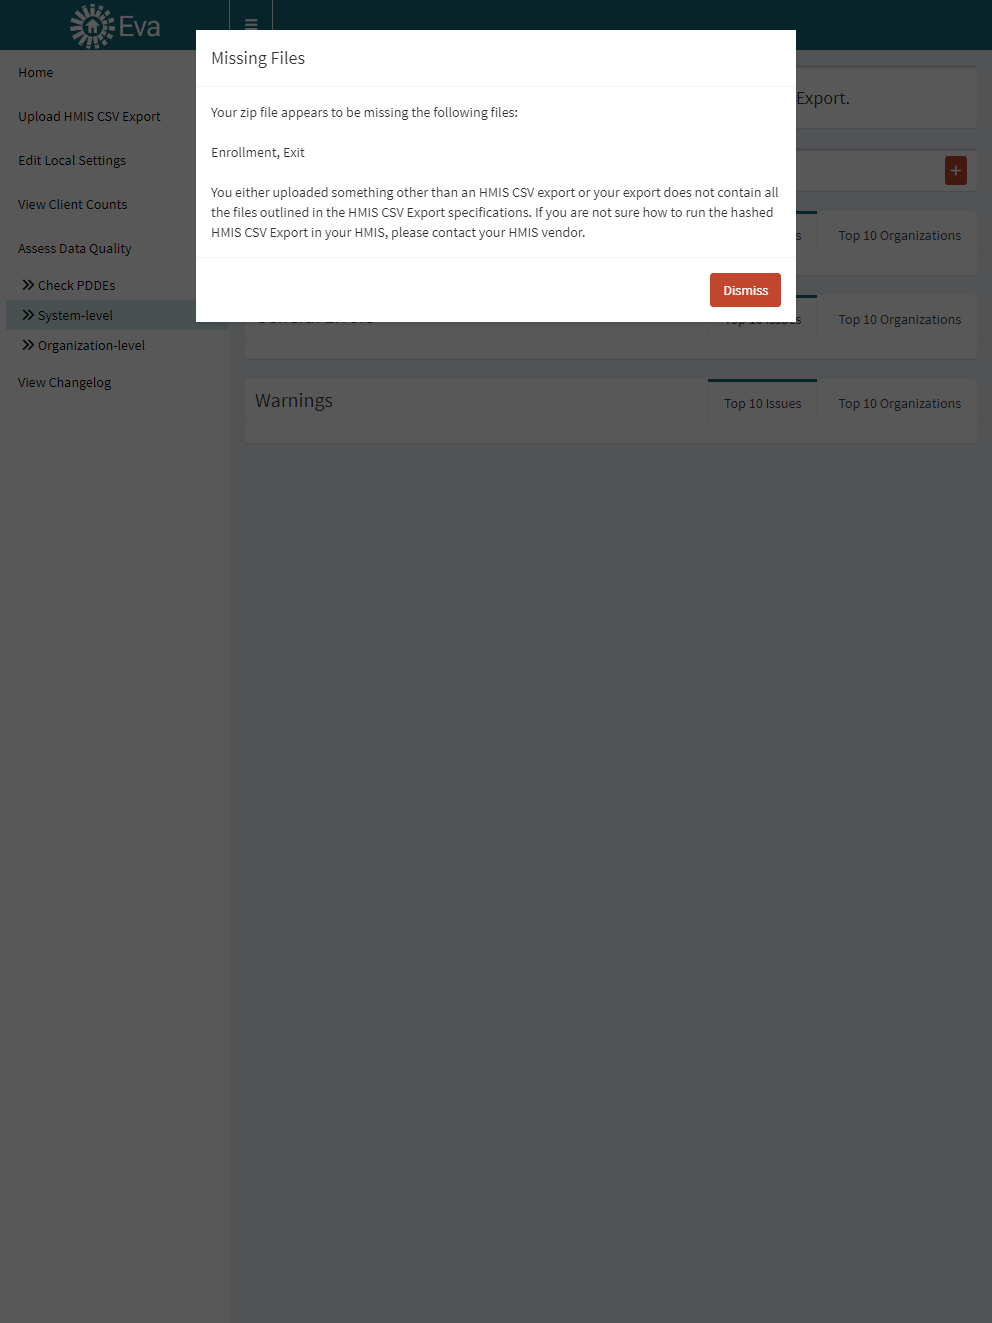 Eva
Missing Files
Home
Export.
Upload HMIS CSV Export
Your zip file appears to be missing the following files:
Enrollment, Exit
Edit Local Settings
You either uploaded something other than an HMIS CSV export or your export does not contain all
the files outlined in the HMIS CSV Export specifications. If you are not sure how to run the hashed
HMIS CSV Export in your HMIS, please contact your HMIS vendor.
View Client Counts
Top 10 Organizations
Assess Data Quality
Check PDDEs
Dismiss
System-level
Top 10 Issues
Top 10 Organizations
Organization-level
View Changelog
Warnings
Top 10 Issues
Top 10 Organizations